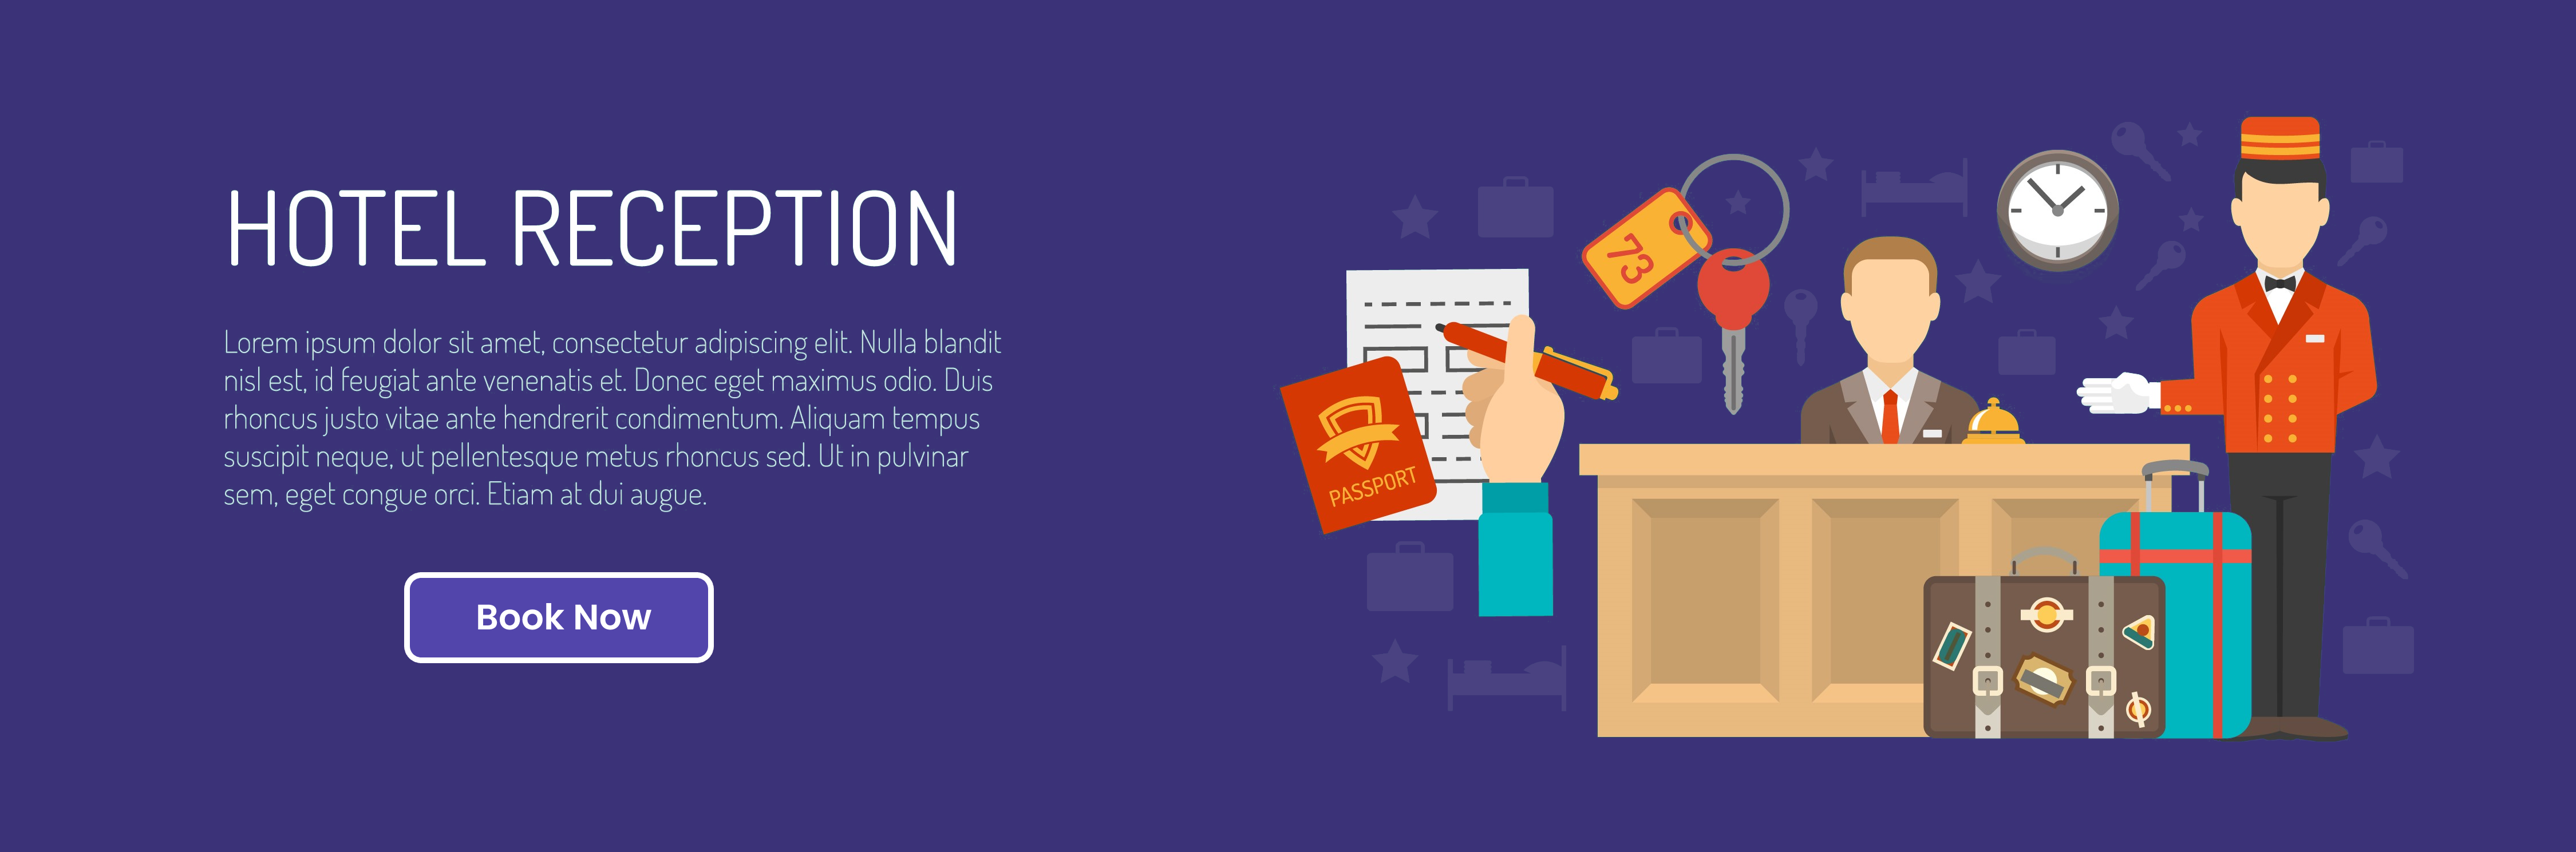 HOTEL RECEPTION
Lorem ipsum dolor sit amet, consectetur adipiscing elit. Nulla blandit
nisl est, id feugiat ante venenatis et. Donec eget maximus odio. Duis
rhoncus justo vitae ante hendrerit condimentum. Aliquam tempus
suscipit neque, ut pellentesque metus rhoncus sed. Ut in pulvinar
sem, eget congue orci. Etiam at dui augue.
Book Now
73
PASSPORT